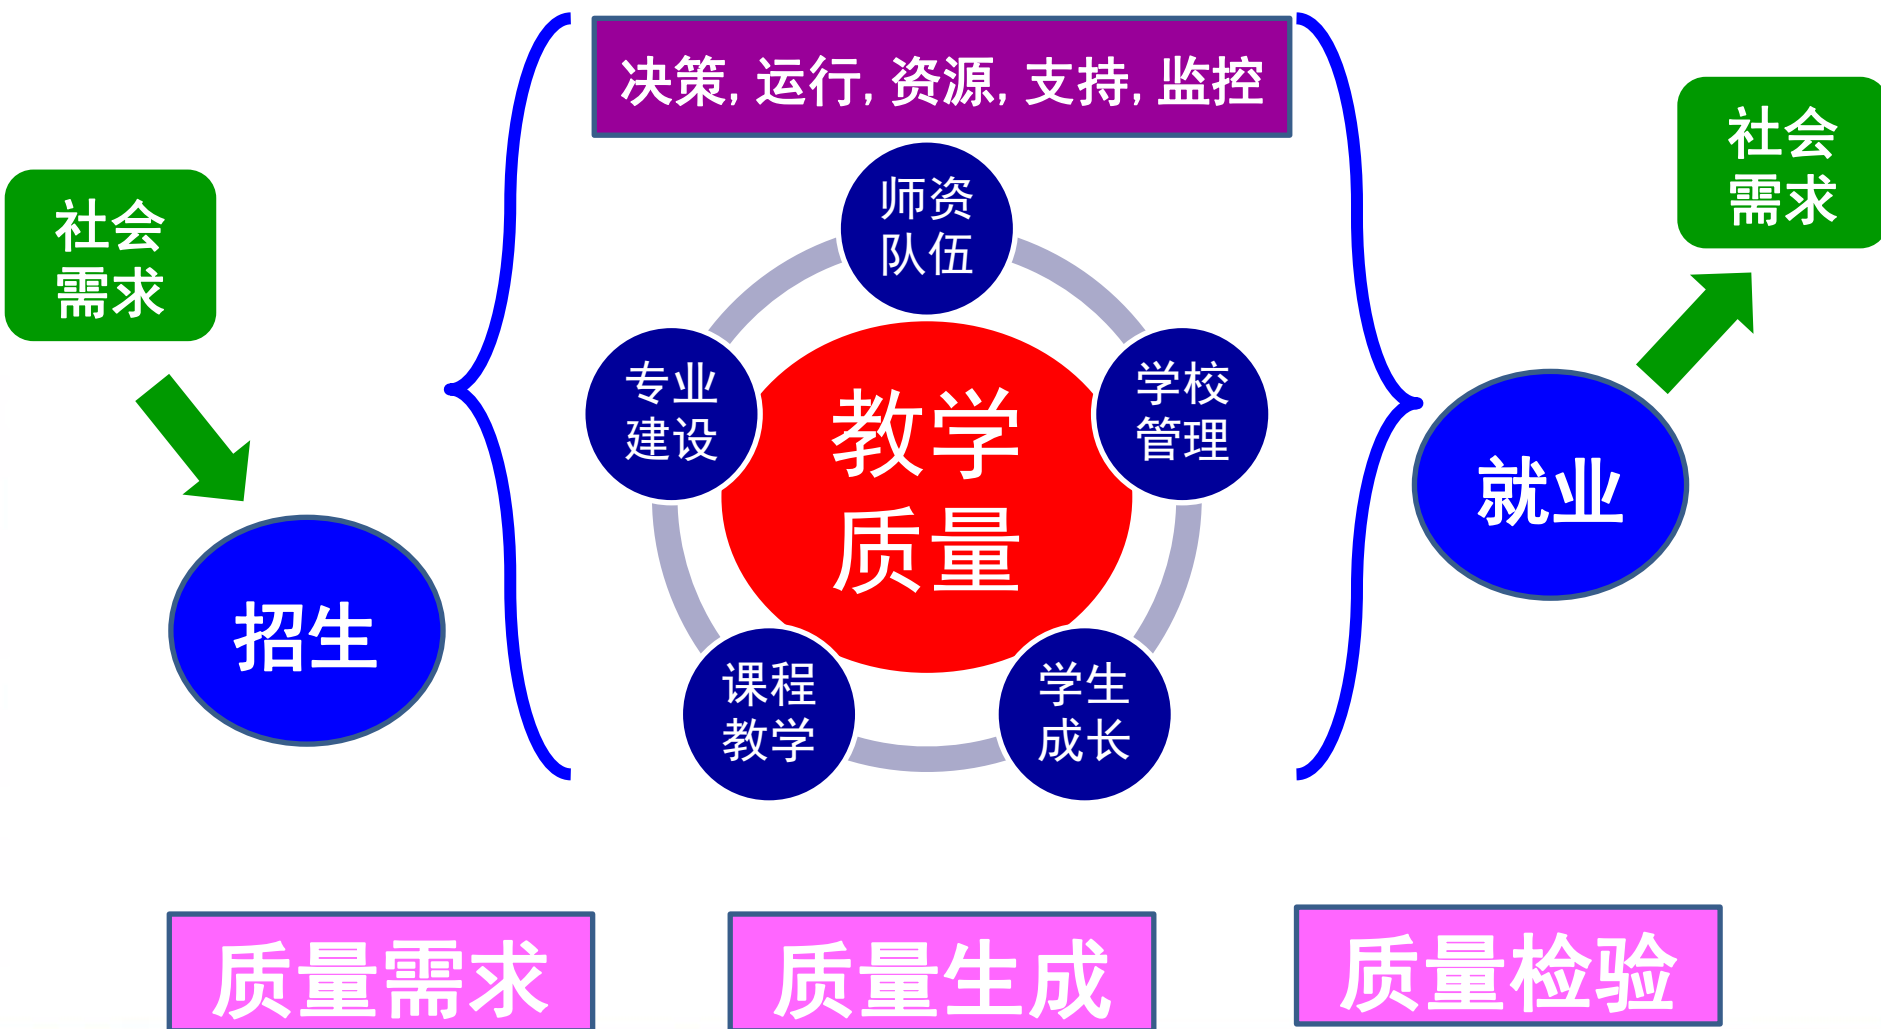 决策, 运行, 资源, 支持, 监控
社会
需求
社会
需求
师资
队伍
专业
建设
学校
管理
教学
质量
课程
教学
学生
成长
招生
就业
质量需求
质量生成
质量检验